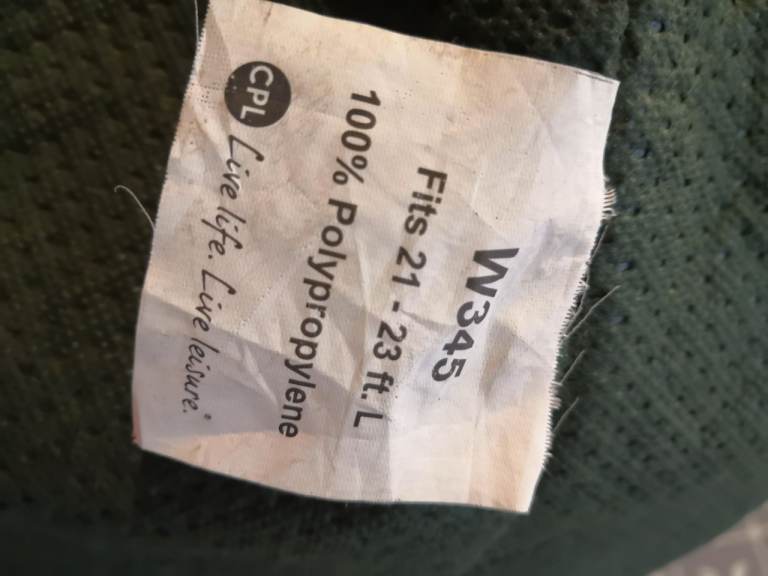 W345
Fits 21 - 23 ft. L
100% Polypropylene
CPL Live life. Live leisure.